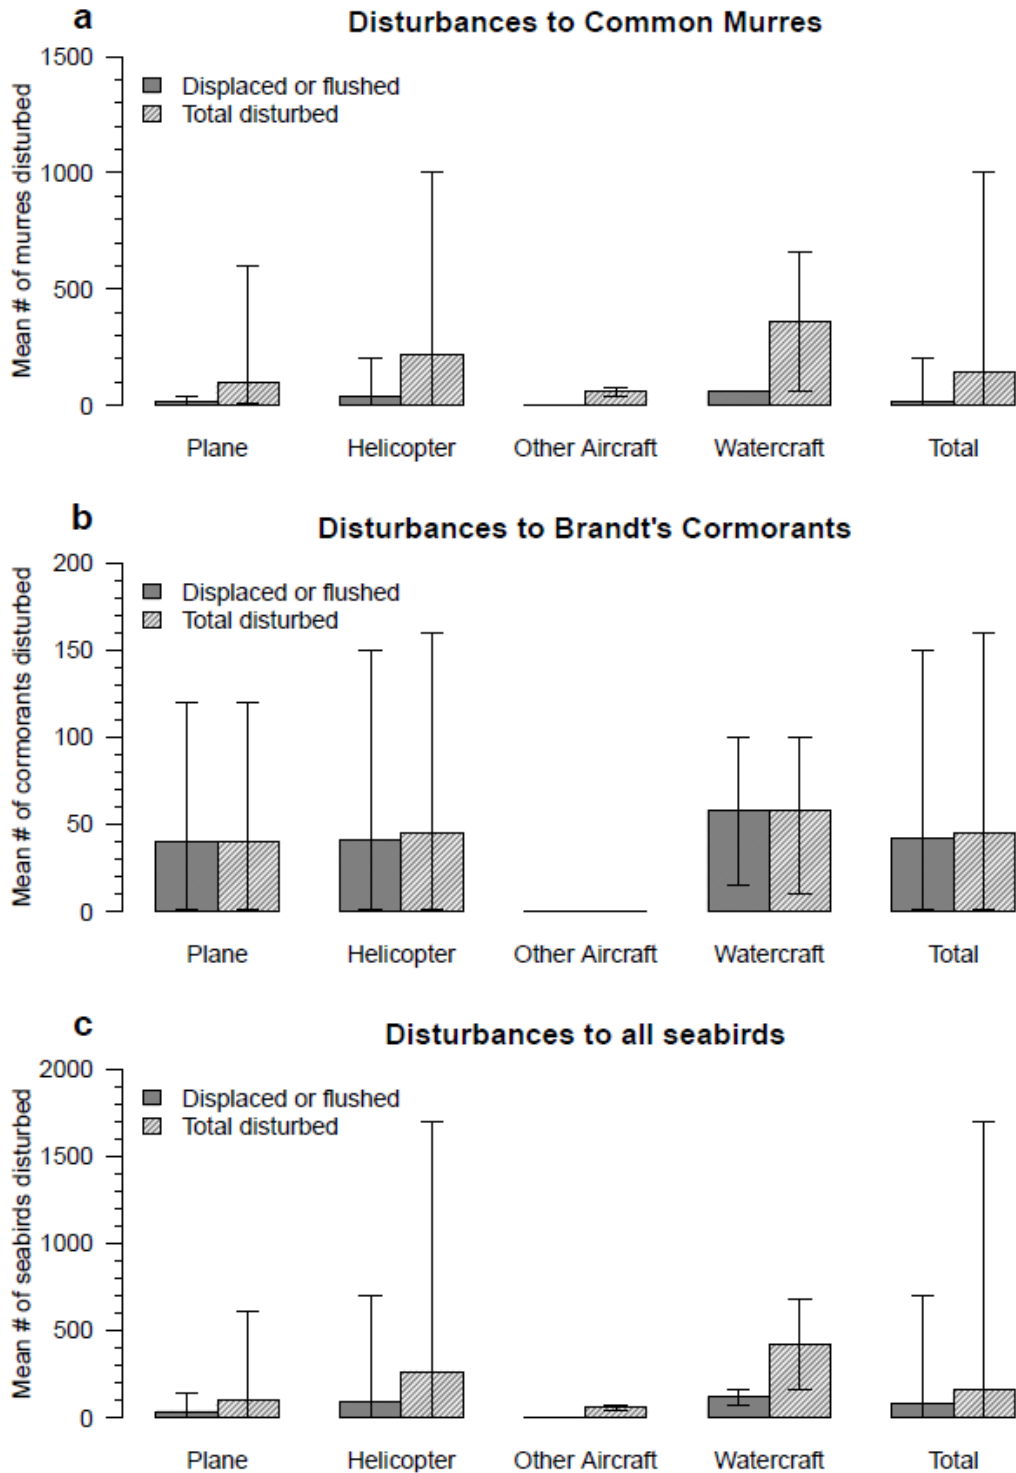 a
Disturbances to Common Murres
Mean # of murres disturbed
1500
1000
500
0
Displaced or flushed
Total disturbed
Plane Helicopter Other Aircraft Watercraft Total
b
Disturbances to Brandt's Cormorants
Mean # of cormorants disturbed
200
150
100
50
0
Displaced or flushed
Total disturbed
Plane Helicopter Other Aircraft Watercraft Total
c
Disturbances to all seabirds
Mean # of seabirds disturbed
2000
1500
1000
500
0
Displaced or flushed
Total disturbed
Plane Helicopter Other Aircraft Watercraft Total